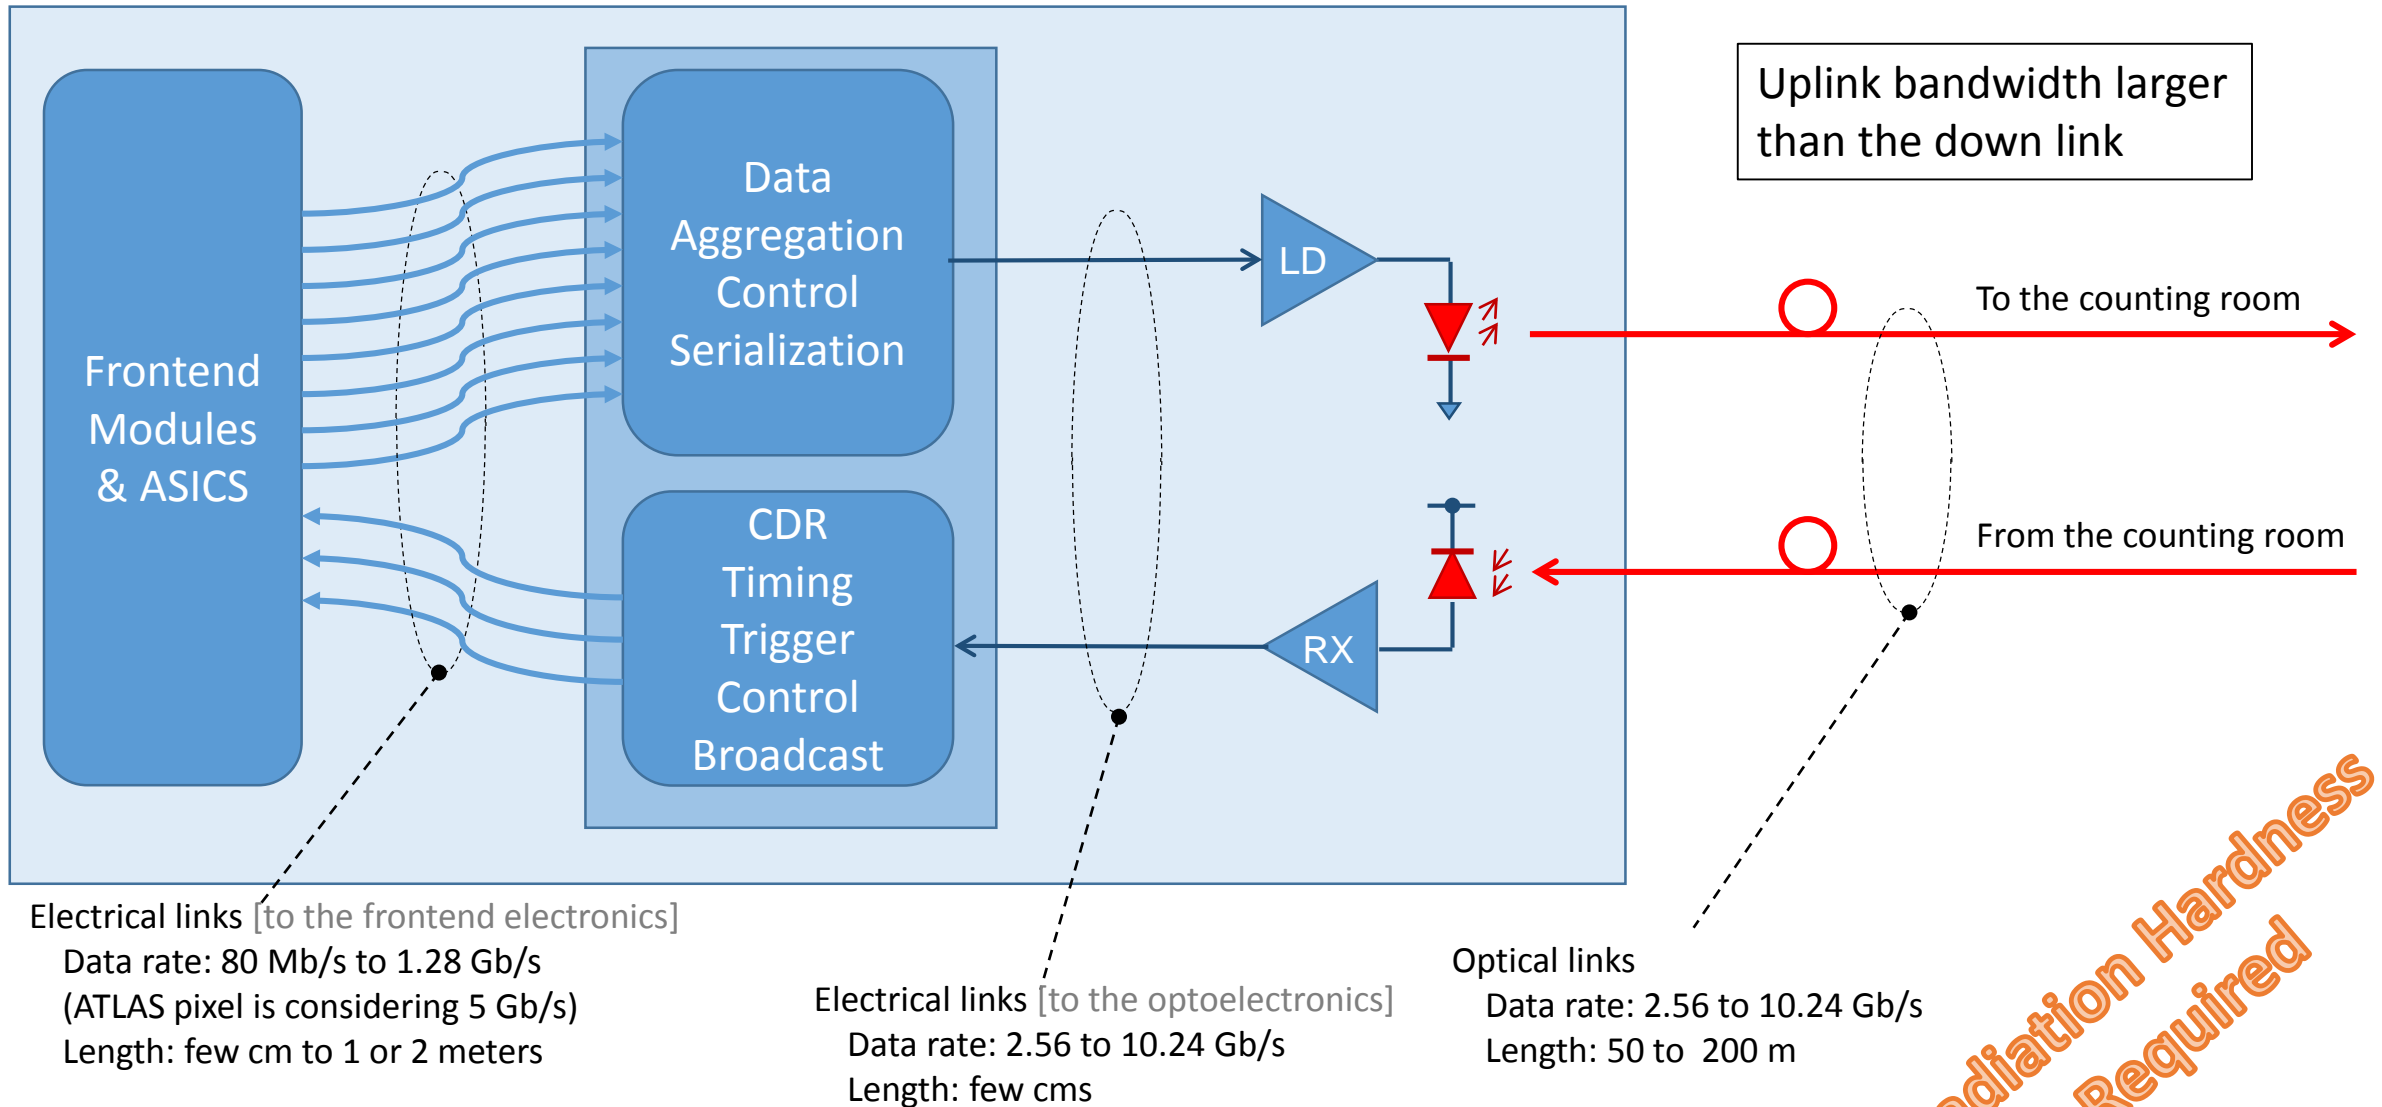 Uplink bandwidth larger
than the down link
Frontend
Modules
& ASICS
Data
Aggregation
Control
Serialization
LD
To the counting room
From the counting room
CDR
Timing
Trigger
Control
Broadcast
RX
Electrical links [to the frontend electronics]
Data rate: 80 Mb/s to 1.28 Gb/s
(ATLAS pixel is considering 5 Gb/s)
Length: few cm to 1 or 2 meters
Electrical links [to the optoelectronics]
Data rate: 2.56 to 10.24 Gb/s
Length: few cms
Optical links
Data rate: 2.56 to 10.24 Gb/s
Length: 50 to 200 m
Hardness
Required